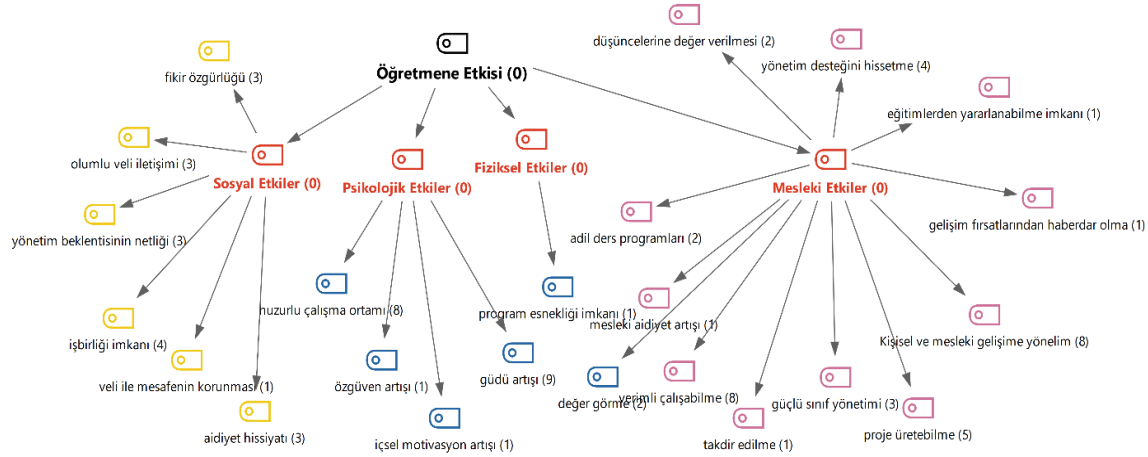 düşüncelerine değer verilmesi (2)
yönetim desteğini hissetme (4)
fikir özgürlüğü (3)
Öğretmene Etkisi (0)
eğitimlerden yararlanabilme imkanı (1)
olumlu veli iletişimi (3)
Sosyal Etkiler (0)
Psikolojik Etkiler (0)
Fiziksel Etkiler (0)
Mesleki Etkiler (0)
yönetim beklentisinin netliği (3)
adil ders programları (2)
gelişim fırsatlarından haberdar olma (1)
huzurlu çalışma ortamı (8)
program esnekliği imkanı (1)
mesleki aidiyet artışı (1)
işbirliği imkanı (4)
Kişisel ve mesleki gelişime yönelim (8)
veli ile mesafenin korunması (1)
özgüven artışı (1)
güdü artışı (9)
değer görme (2)
verimli çalışabilme (8)
güçlü sınıf yönetimi (3)
aidiyet hissiyatı (3)
içsel motivasyon artışı (1)
takdir edilme (1)
proje üretebilme (5)